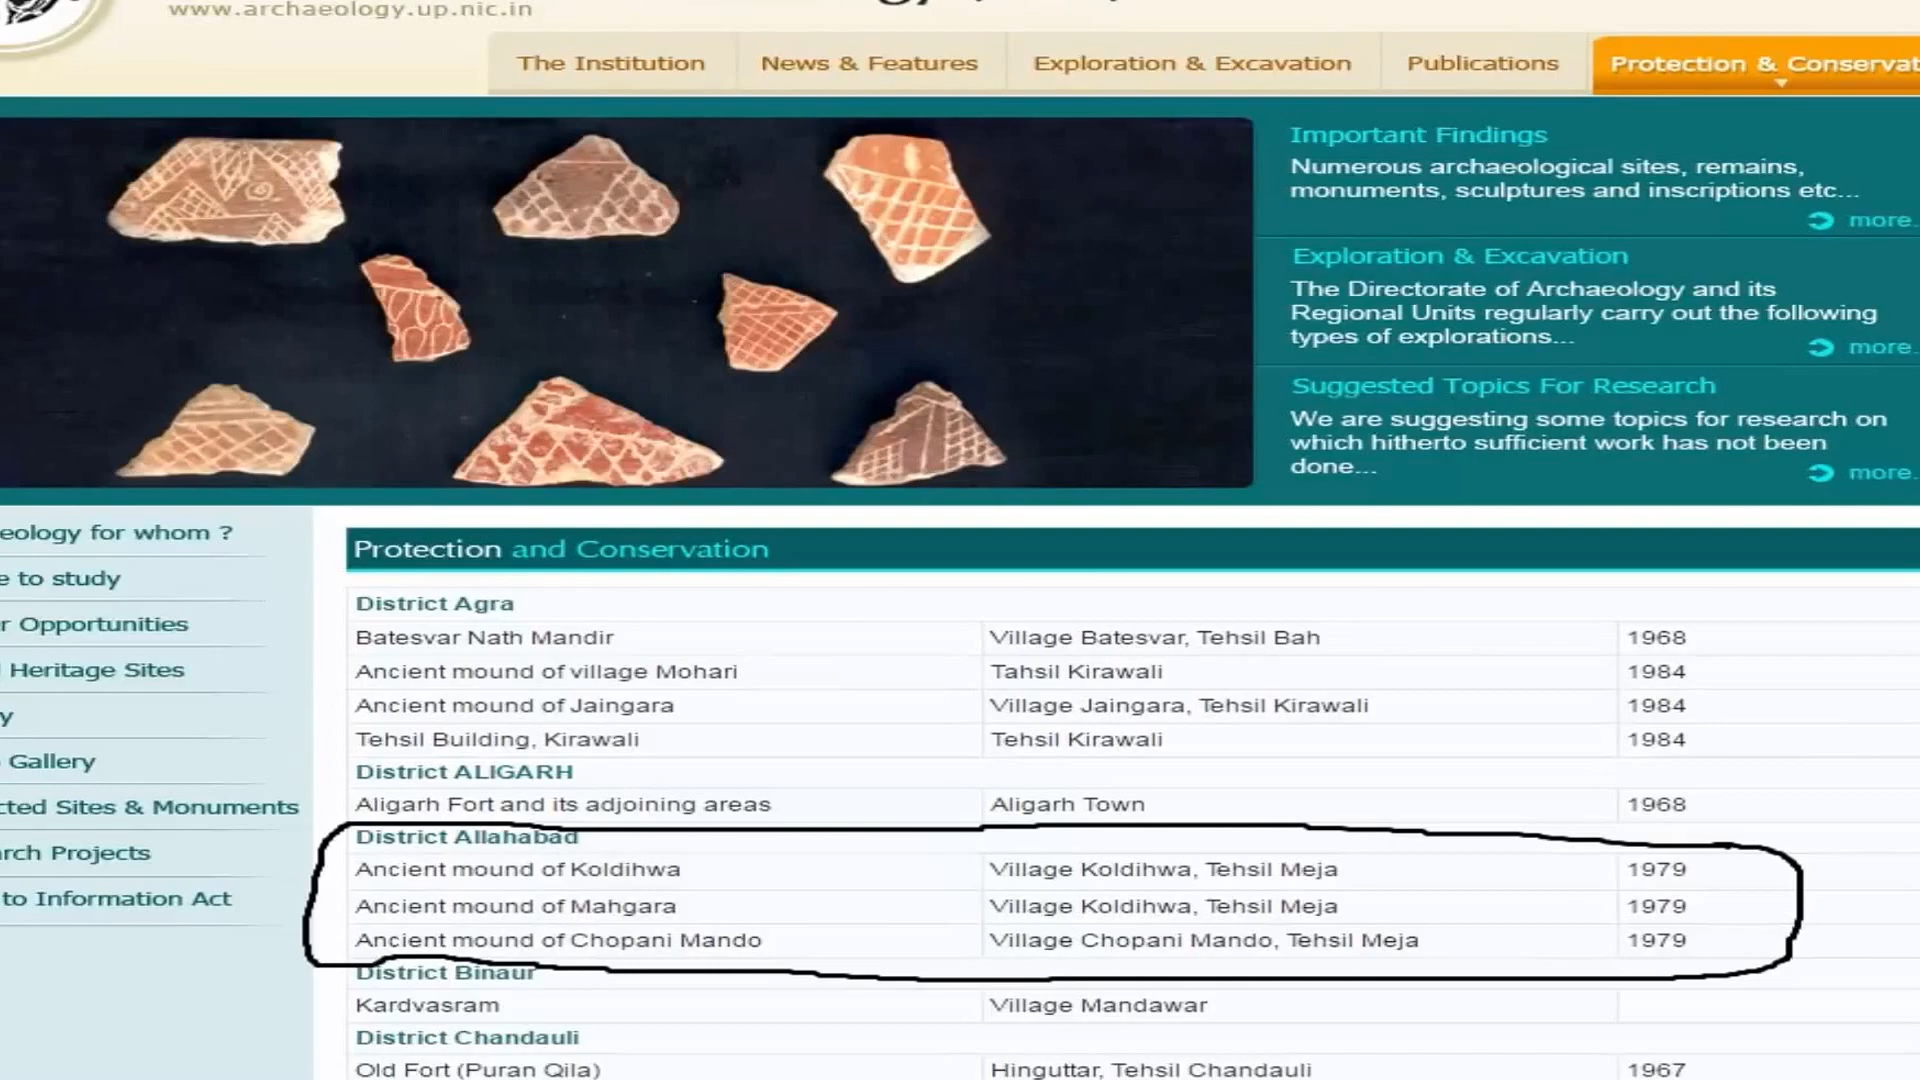 www.archaeology.up.nic.in
The Institution
News & Features
Exploration & Excavation
Publications
Protection & Conservat
Important Findings
Numerous archaeological sites, remains,
monuments, sculptures and inscriptions etc...
more.
Exploration & Excavation
The Directorate of Archaeology and its
Regional Units regularly carry out the following
types of explorations...
more.
Suggested Topics For Research
We are suggesting some topics for research on
which hitherto sufficient work has not been
done...
more.
eology for whom ?
e to study
r Opportunities
Heritage Sites
y
Gallery
cted Sites & Monuments
rch Projects
to Information Act
Protection and Conservation
District Agra
Batesvar Nath Mandir Village Batesvar, Tehsil Bah 1968
Ancient mound of village Mohari Tahsil Kirawali 1984
Ancient mound of Jaingara Village Jaingara, Tehsil Kirawali 1984
Tehsil Building, Kirawali Tehsil Kirawali 1984
District ALIGARH
Aligarh Fort and its adjoining areas Aligarh Town 1968
District Allahabad
Ancient mound of Koldihwa Village Koldihwa, Tehsil Meja 1979
Ancient mound of Mahgara Village Koldihwa, Tehsil Meja 1979
Ancient mound of Chopani Mando Village Chopani Mando, Tehsil Meja 1979
District Binaur
Kardvasram Village Mandawar
District Chandauli
Old Fort (Puran Qila) Hinguttar, Tehsil Chandauli 1967